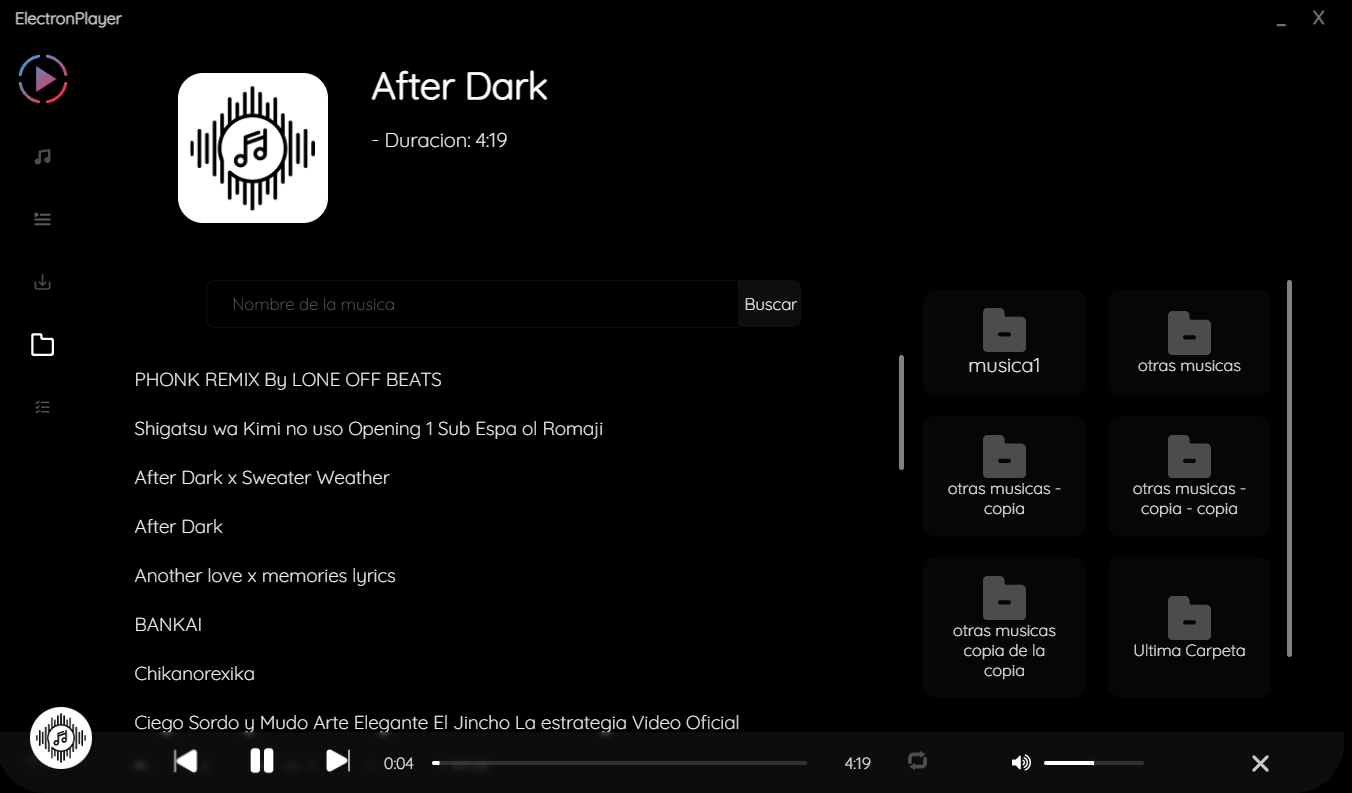 ElectronPlayer
_ X
After Dark
- Duracion: 4:19
Nombre de la musica
Buscar
PHONK REMIX By LONE OFF BEATS
Shigatsu wa Kimi no uso Opening 1 Sub Espa ol Romaji
After Dark x Sweater Weather
After Dark
Another love x memories lyrics
BANKAI
Chikanorexika
Ciego Sordo y Mudo Arte Elegante El Jincho La estrategia Video Oficial
musica1
otras musicas
otras musicas -
copia
otras musicas -
copia - copia
otras musicas
copia de la
copia
Ultima Carpeta
0:04
4:19